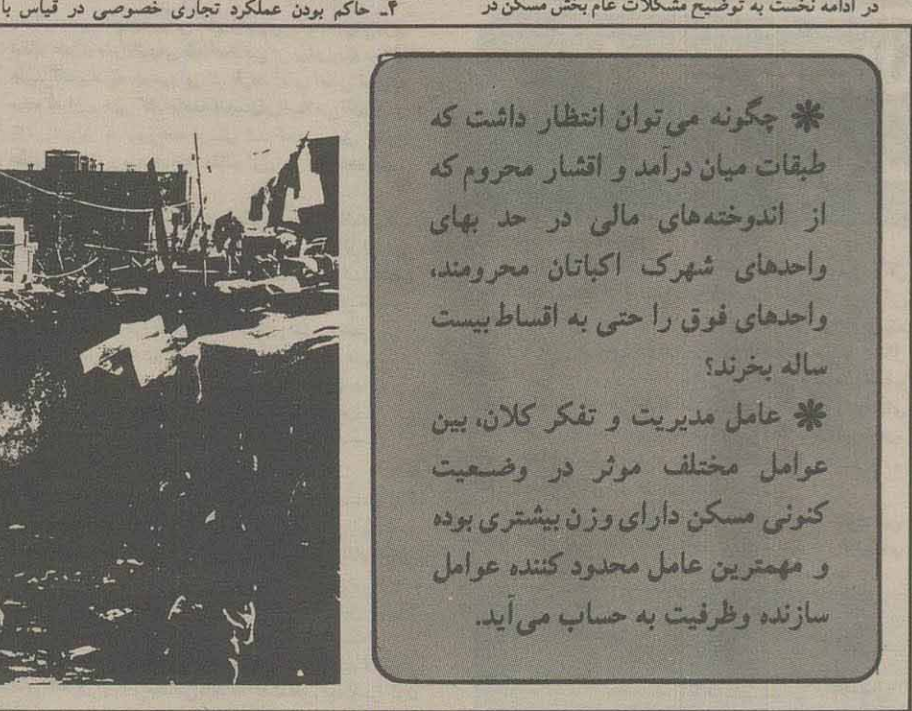 در ادامه نخست به توضیح مشکلات عام بخش مسکن در
۴ـ حاکم بودن عملکرد تجاری خصوصی در قیاس با
❋ چگونه می‌توان انتظار داشت که
طبقات میان درآمد و اقشار محروم که
از اندوخته‌های مالی در حد بهای
واحدهای شهرک اکباتان محرومند،
واحدهای فوق را حتی به اقساط بیست
ساله بخرند؟
❋ عامل مدیریت و تفکر کلان، بین
عوامل مختلف موثر در وضعیت
کنونی مسکن دارای وزن بیشتری بوده
و مهمترین عامل محدود کننده عوامل
سازنده وظرفیت به حساب می‌آید.